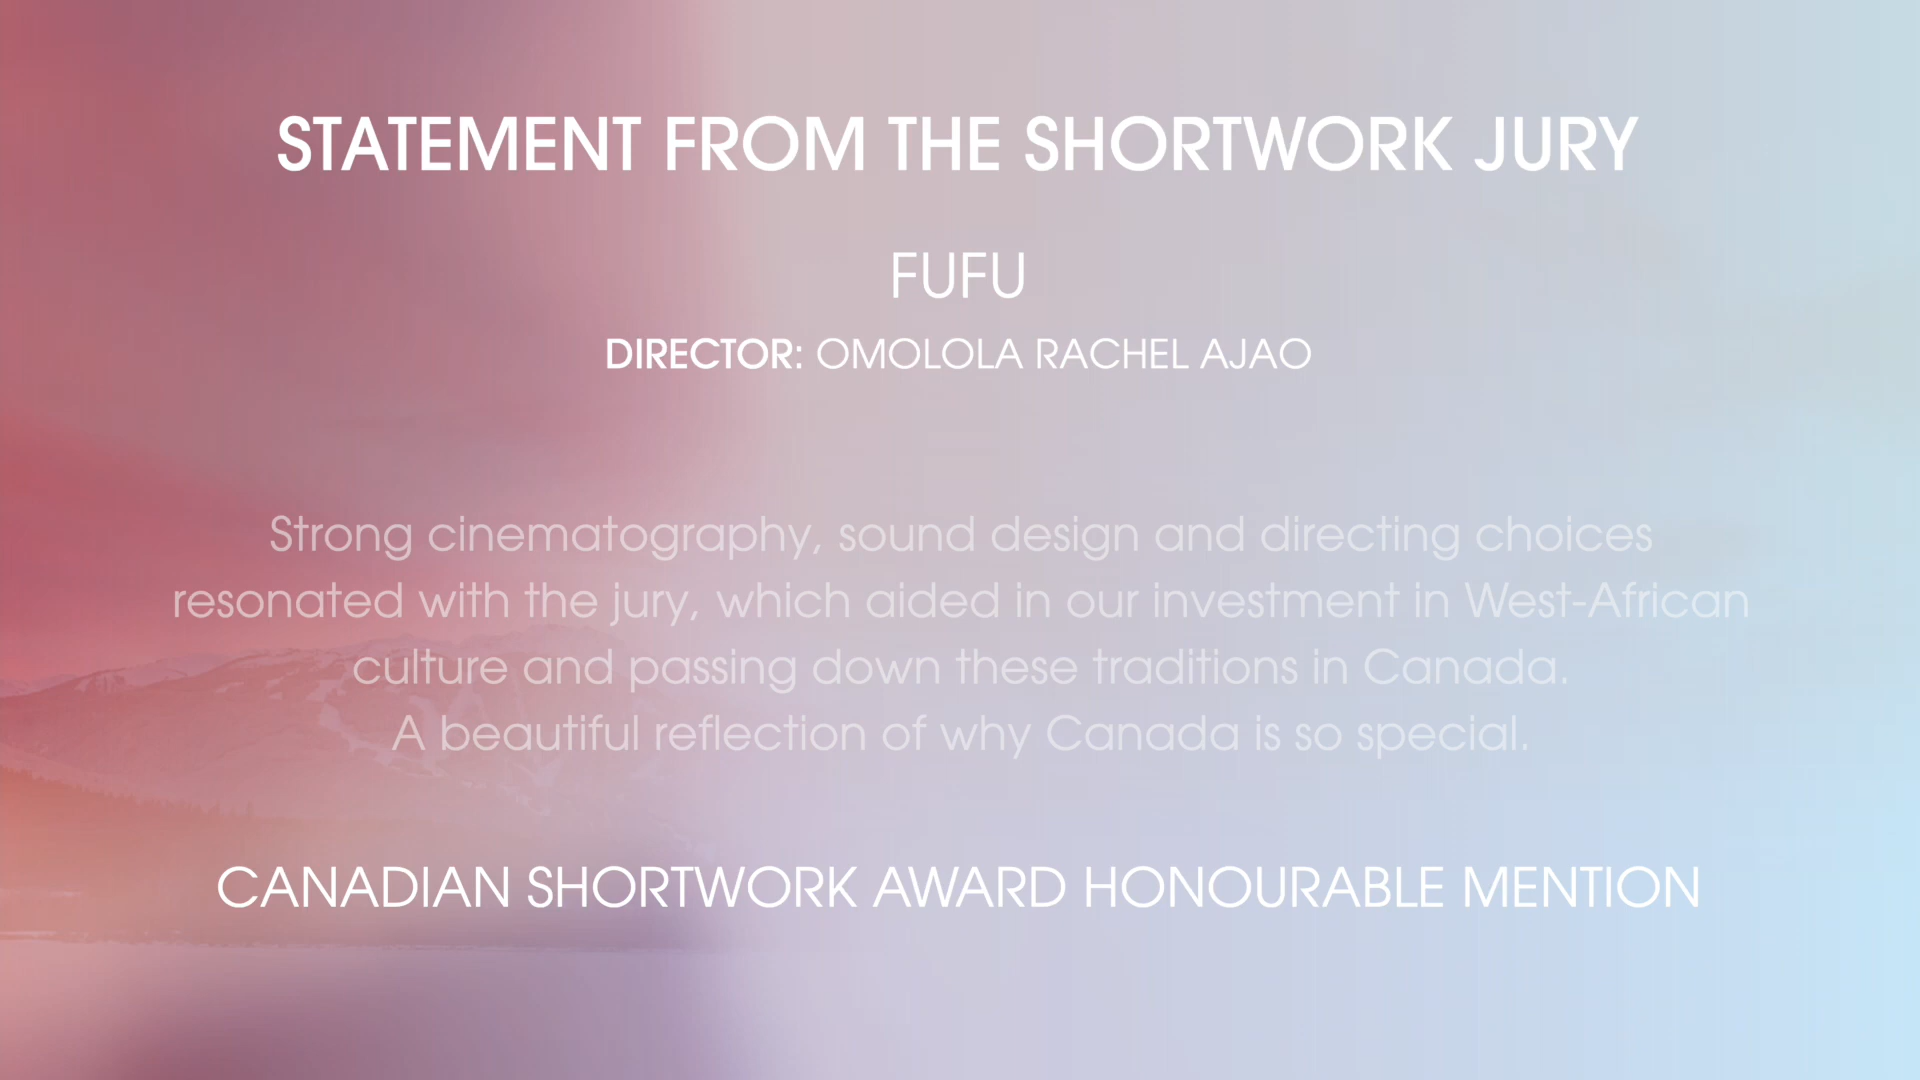 STATEMENT FROM THE SHORTWORK JURY
FUFU
DIRECTOR: OMOLOLA RACHEL AJAO
Strong cinematography, sound design and directing choices
resonated with the jury, which aided in our investment in West-African
culture and passing down these traditions in Canada.
A beautiful reflection of why Canada is so special.
CANADIAN SHORTWORK AWARD HONOURABLE MENTION